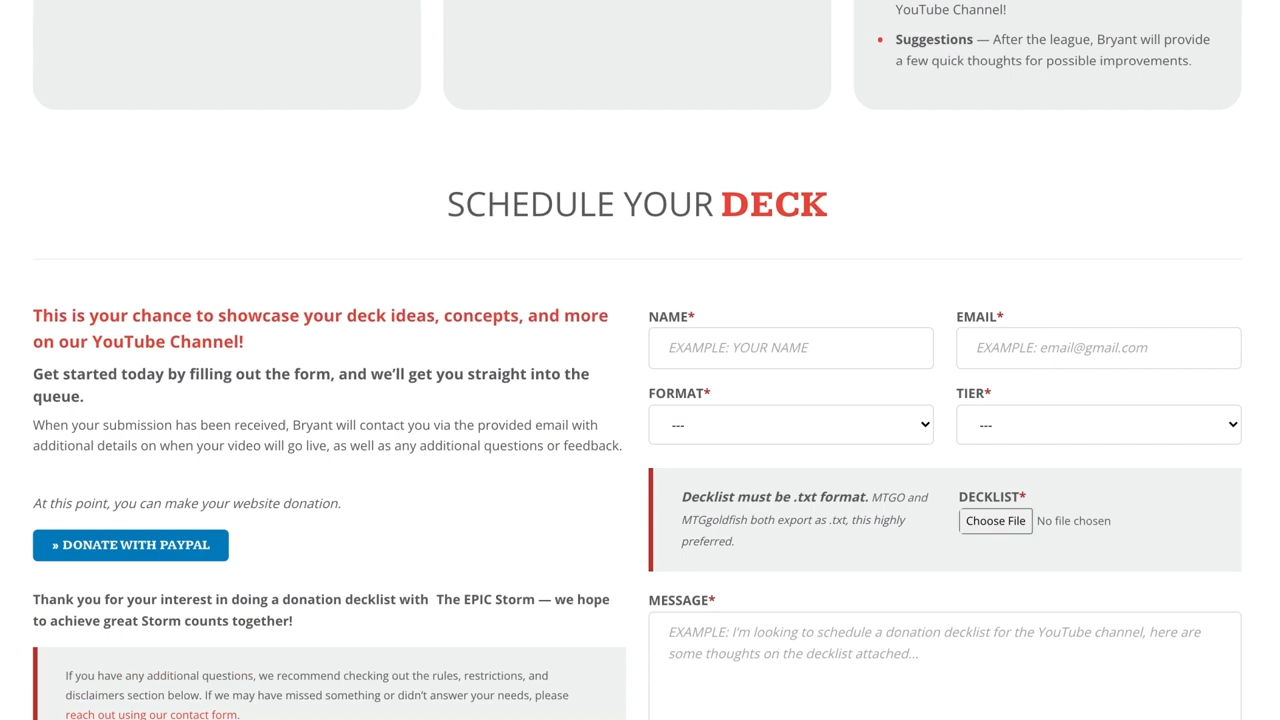 YouTube Channel!
• Suggestions — After the league, Bryant will provide
a few quick thoughts for possible improvements.
SCHEDULE YOUR DECK
This is your chance to showcase your deck ideas, concepts, and more
on our YouTube Channel!
Get started today by filling out the form, and we’ll get you straight into the
queue.
When your submission has been received, Bryant will contact you via the provided email with
additional details on when your video will go live, as well as any additional questions or feedback.
At this point, you can make your website donation.
» DONATE WITH PAYPAL
Thank you for your interest in doing a donation decklist with The EPIC Storm — we hope
to achieve great Storm counts together!
If you have any additional questions, we recommend checking out the rules, restrictions, and
disclaimers section below. If we may have missed something or didn’t answer your needs, please
reach out using our contact form.
NAME*
EXAMPLE: YOUR NAME
EMAIL*
EXAMPLE: email@gmail.com
FORMAT*
---
TIER*
---
Decklist must be .txt format. MTGO and
MTGgoldfish both export as .txt, this highly
preferred.
DECKLIST*
Choose File No file chosen
MESSAGE*
EXAMPLE: I’m looking to schedule a donation decklist for the YouTube channel, here are
some thoughts on the decklist attached...